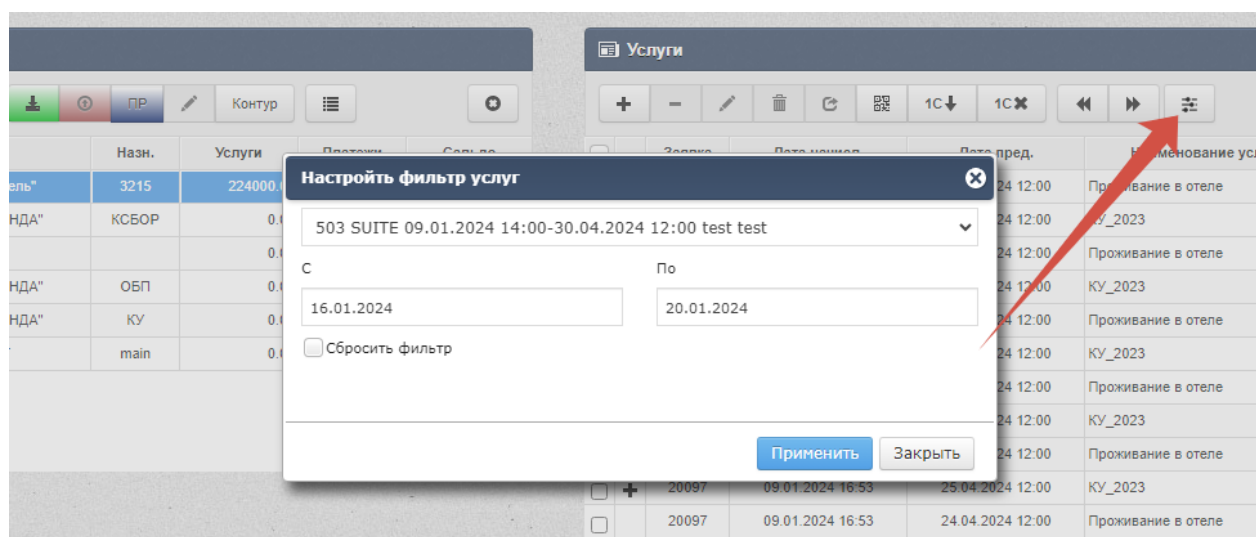 Услуги
ПР Контур 1С 1С
Назн. Услуги Дата пред.
ель" 3215 224000. 24 12:00 Проживание в отеле
НДА" КСБОР 0. 24 12:00 КУ_2023
0. 24 12:00 Проживание в отеле
НДА" ОБП 0. 24 12:00 КУ_2023
НДА" КУ 0. 24 12:00 Проживание в отеле
main 0. 24 12:00 КУ_2023
24 12:00 Проживание в отеле
24 12:00 КУ_2023
24 12:00 Проживание в отеле
Настройть фильтр услуг
503 SUITE 09.01.2024 14:00-30.04.2024 12:00 test test
С По
16.01.2024 20.01.2024
Сбросить фильтр
Применить Закрыть
20097 09.01.2024 16:53 25.04.2024 12:00 КУ_2023
20097 09.01.2024 16:53 24.04.2024 12:00 Проживание в отеле